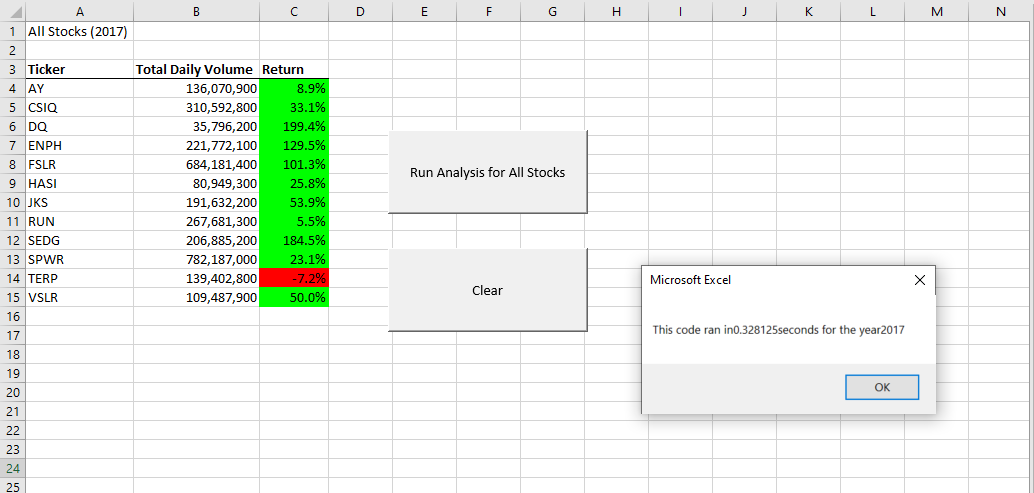 A B C D E F G H I J K L M N
1 All Stocks (2017)
2
3 Ticker Total Daily Volume Return
4 AY 136,070,900 8.9%
5 CSIQ 310,592,800 33.1%
6 DQ 35,796,200 199.4%
7 ENPH 221,772,100 129.5%
8 FSLR 684,181,400 101.3%
9 HASI 80,949,300 25.8%
10 JKS 191,632,200 53.9%
11 RUN 267,681,300 5.5%
12 SEDG 206,885,200 184.5%
13 SPWR 782,187,000 23.1%
14 TERP 139,402,800 -7.2%
15 VSLR 109,487,900 50.0%
16
17
18
19
20
21
22
23
24
25
Run Analysis for All Stocks
Clear
Microsoft Excel
This code ran in0.328125seconds for the year2017
OK